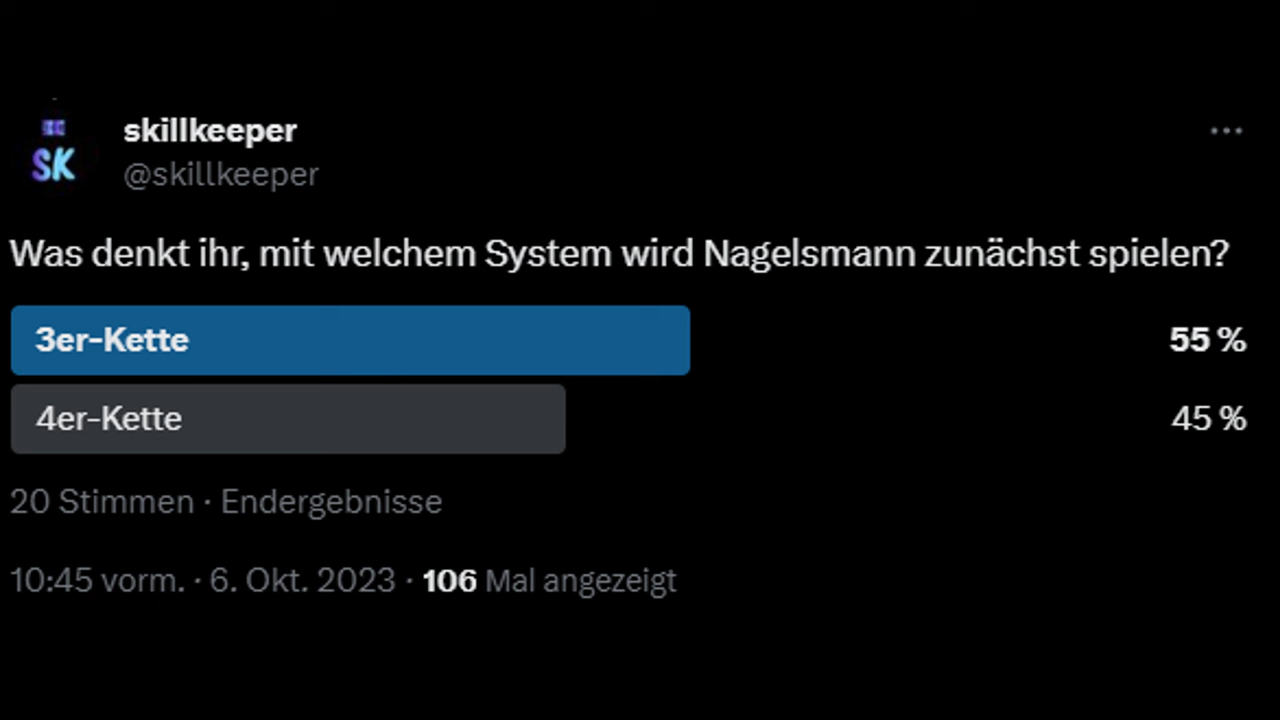 SK
skillkeeper
@skillkeeper
Was denkt ihr, mit welchem System wird Nagelsmann zunächst spielen?
3er-Kette 55 %
4er-Kette 45 %
20 Stimmen · Endergebnisse
10:45 vorm. · 6. Okt. 2023 · 106 Mal angezeigt